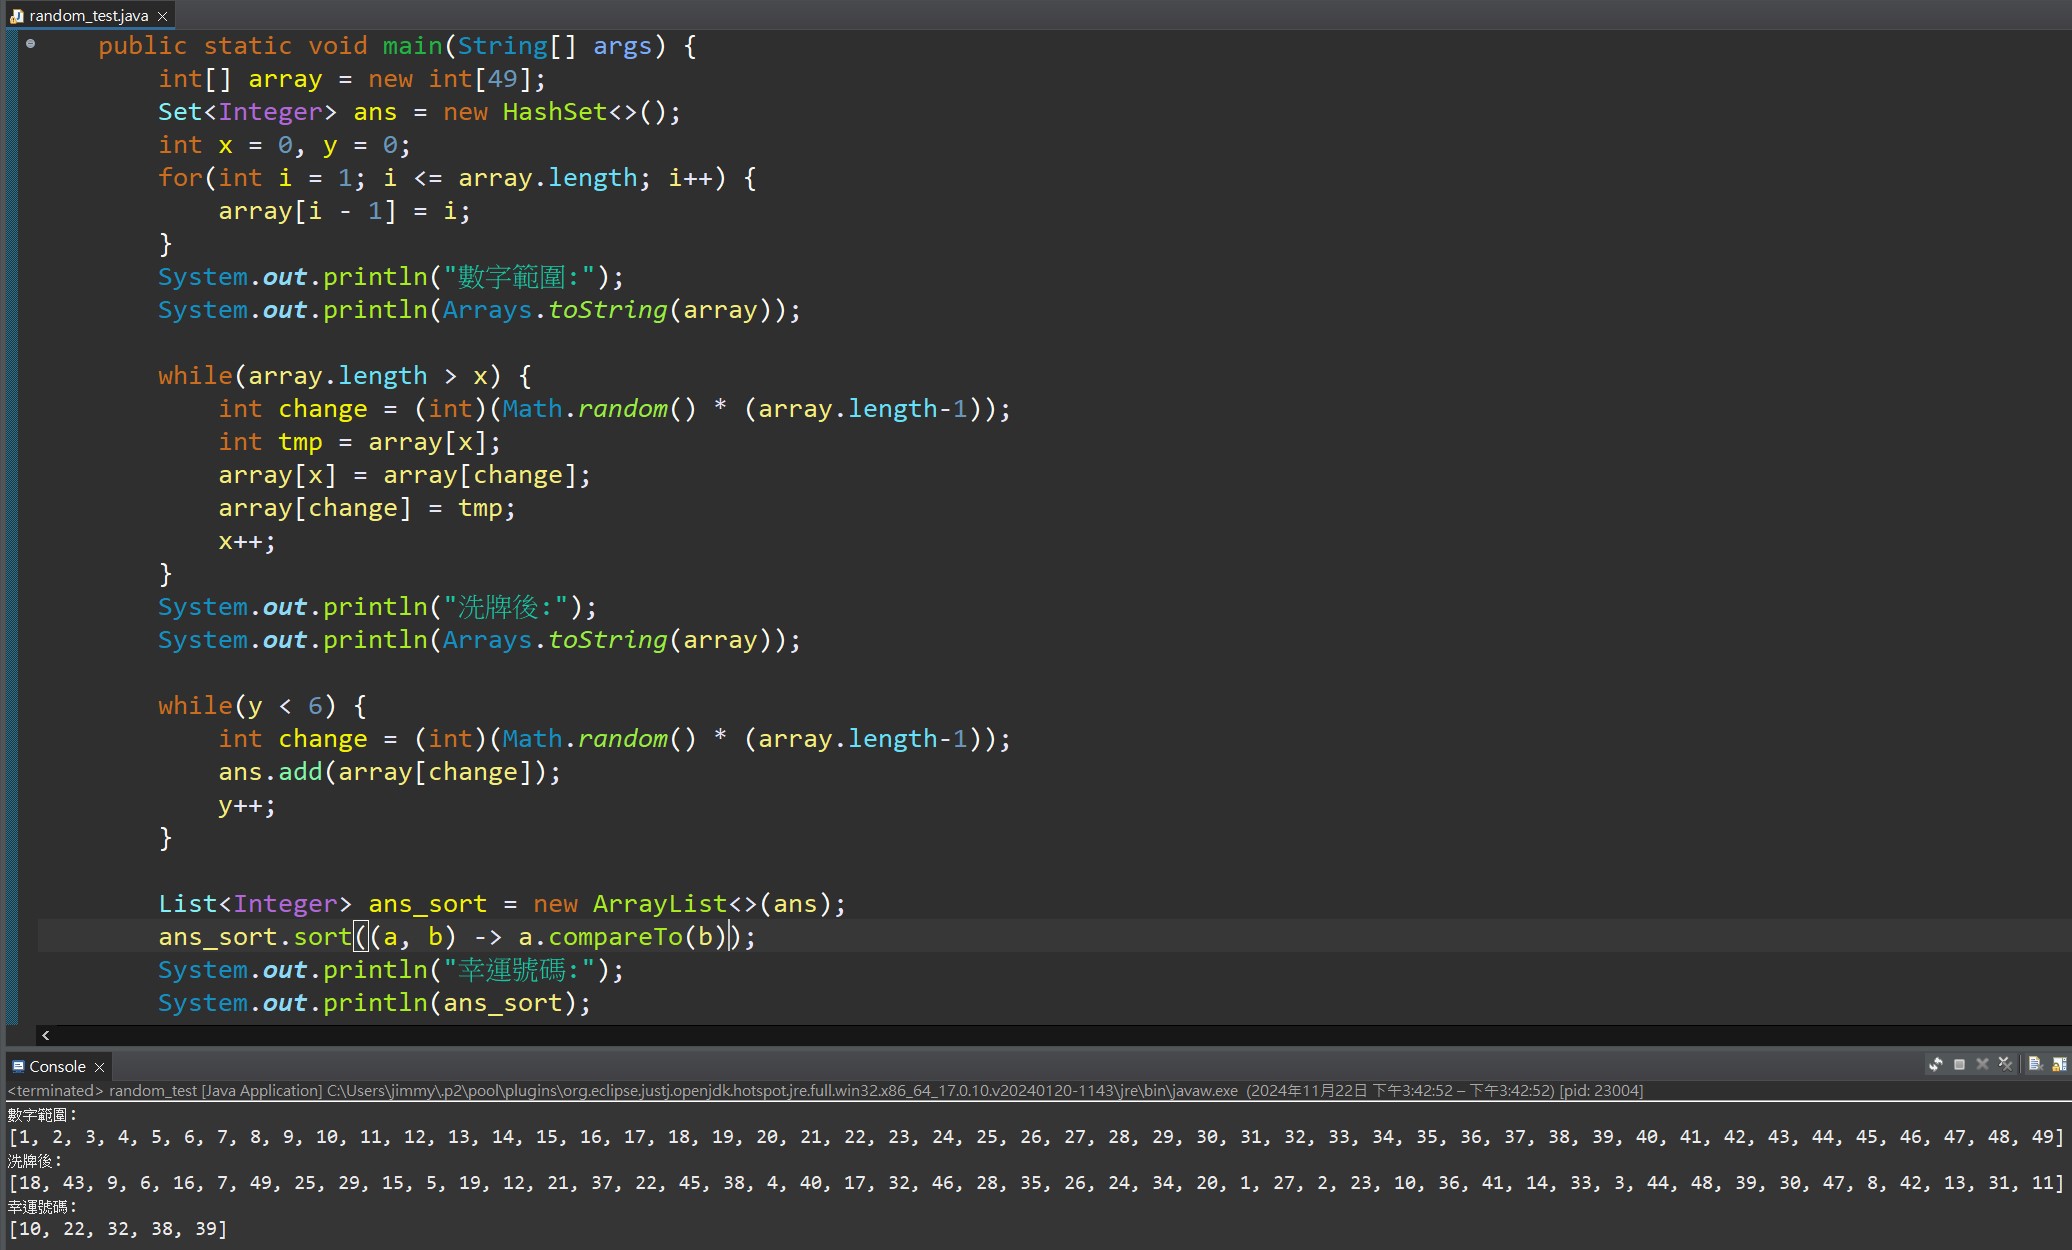 random_test.java
public static void main(String[] args) {
int[] array = new int[49];
Set<Integer> ans = new HashSet<>();
int x = 0, y = 0;
for(int i = 1; i <= array.length; i++) {
array[i - 1] = i;
}
System.out.println("數字範圍:");
System.out.println(Arrays.toString(array));
while(array.length > x) {
int change = (int)(Math.random() * (array.length-1));
int tmp = array[x];
array[x] = array[change];
array[change] = tmp;
x++;
}
System.out.println("洗牌後:");
System.out.println(Arrays.toString(array));
while(y < 6) {
int change = (int)(Math.random() * (array.length-1));
ans.add(array[change]);
y++;
}
List<Integer> ans_sort = new ArrayList<>(ans);
ans_sort.sort((a, b) -> a.compareTo(b));
System.out.println("幸運號碼:");
System.out.println(ans_sort);
Console
<terminated> random_test [Java Application] C:\Users\jimmy\.p2\pool\plugins\org.eclipse.justj.openjdk.hotspot.jre.full.win32.x86_64_17.0.10.v20240120-1143\jre\bin\javaw.exe (2024年11月22日 下午3:42:52 – 下午3:42:52) [pid: 23004]
數字範圍:
[1, 2, 3, 4, 5, 6, 7, 8, 9, 10, 11, 12, 13, 14, 15, 16, 17, 18, 19, 20, 21, 22, 23, 24, 25, 26, 27, 28, 29, 30, 31, 32, 33, 34, 35, 36, 37, 38, 39, 40, 41, 42, 43, 44, 45, 46, 47, 48, 49]
洗牌後:
[18, 43, 9, 6, 16, 7, 49, 25, 29, 15, 5, 19, 12, 21, 37, 22, 45, 38, 4, 40, 17, 32, 46, 28, 35, 26, 24, 34, 20, 1, 27, 2, 23, 10, 36, 41, 14, 33, 3, 44, 48, 39, 30, 47, 8, 42, 13, 31, 11]
幸運號碼:
[10, 22, 32, 38, 39]